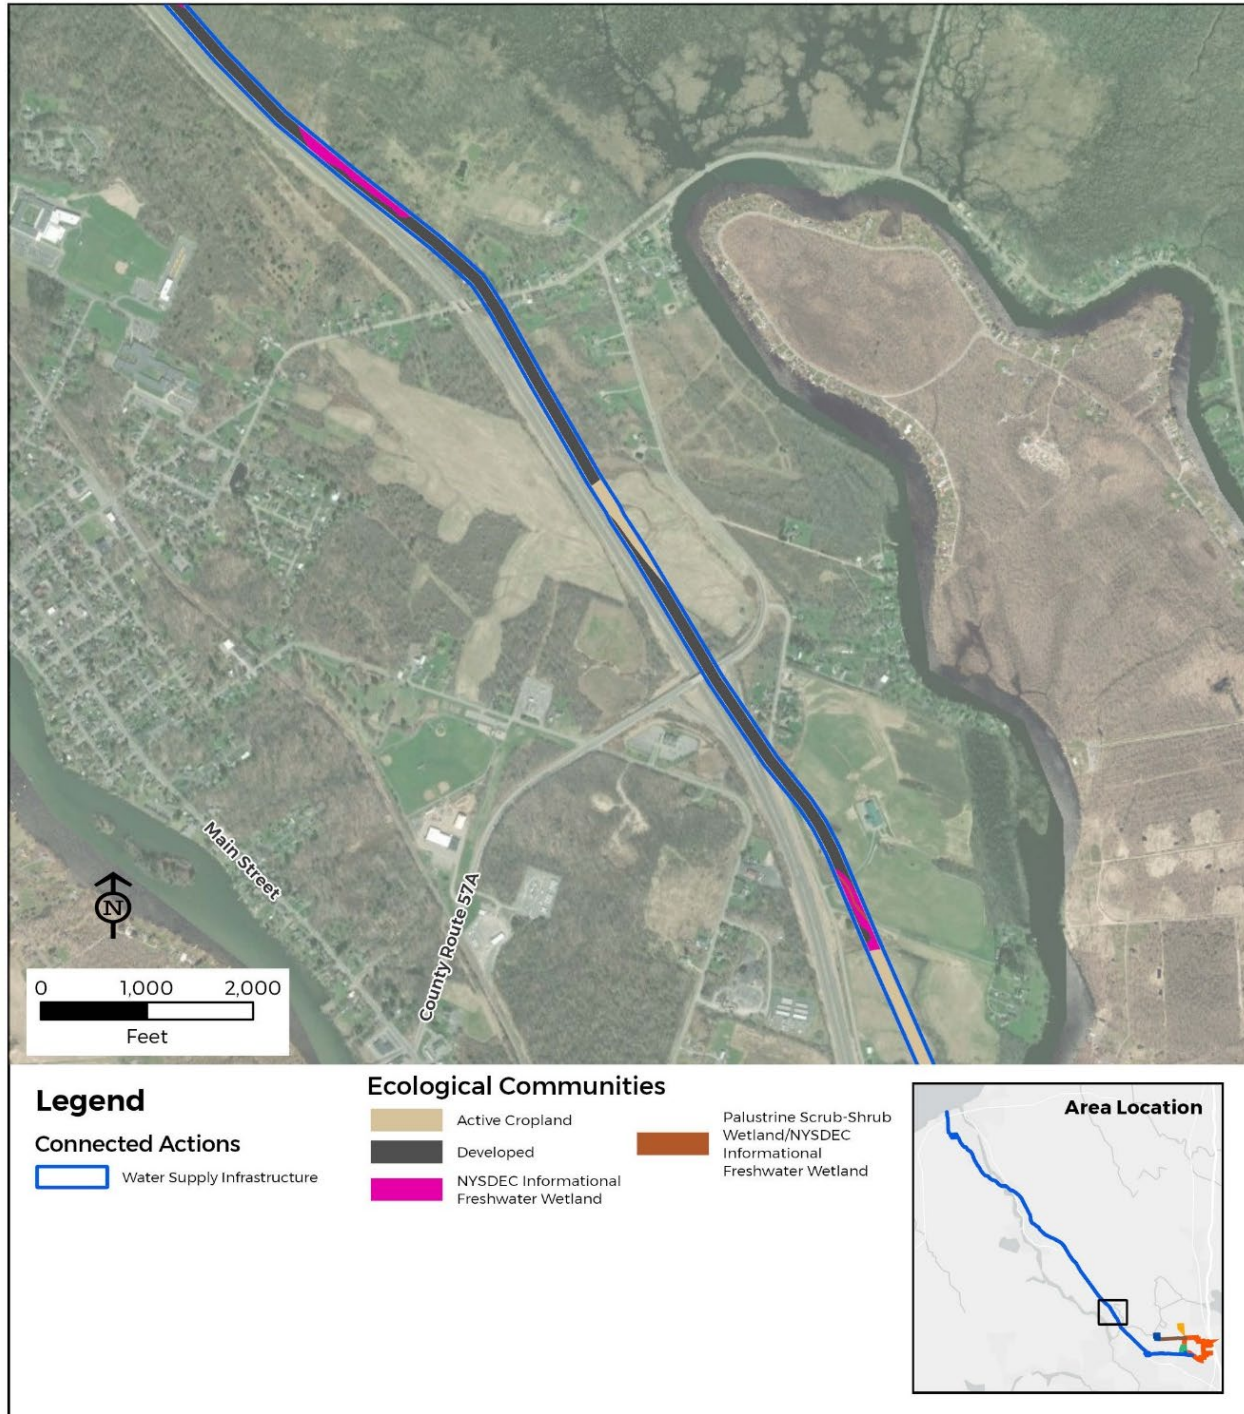 Main Street
County Route 57A
N
0 1,000 2,000
Feet
Legend
Connected Actions
Water Supply Infrastructure
Ecological Communities
Active Cropland
Developed
NYSDEC Informational
Freshwater Wetland
Palustrine Scrub-Shrub
Wetland/NYSDEC
Informational
Freshwater Wetland
Area Location